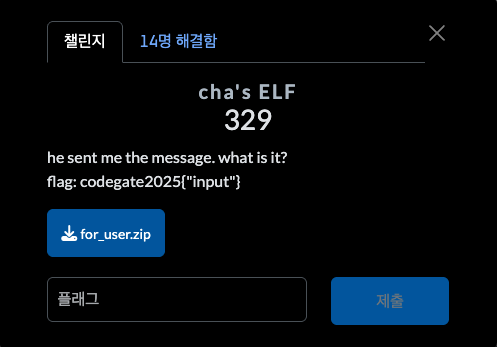 챌린지
14명 해결함
cha's ELF
329
he sent me the message. what is it?
flag: codegate2025{"input"}
for_user.zip
플래그
제출